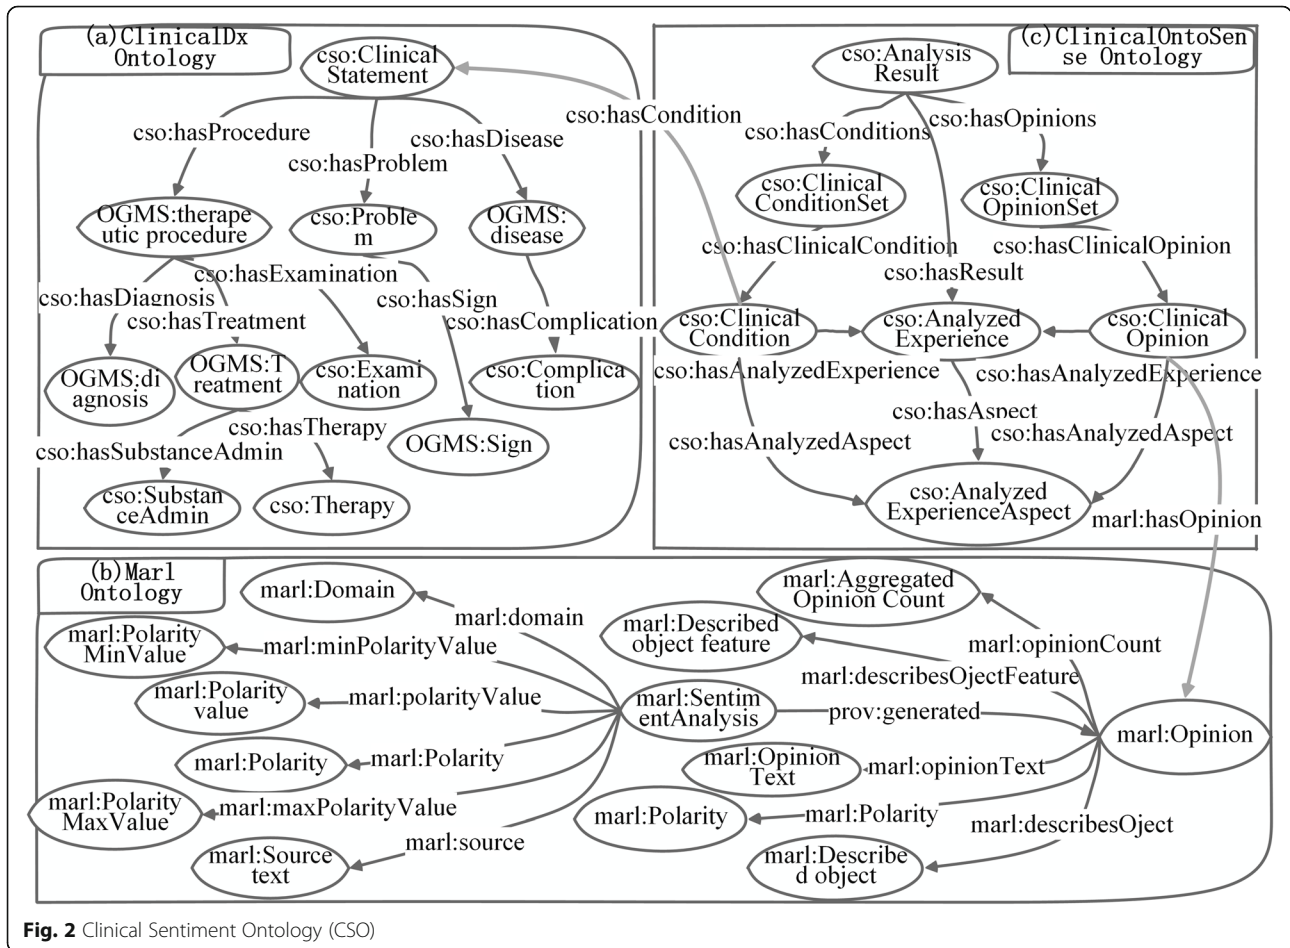 (a)ClinicalDx
Ontology
cso:Clinical
Statement
cso:hasProcedure
cso:hasProblem
cso:hasDisease
OGMS:therape
utic procedure
cso:Proble
m
OGMS:
disease
cso:hasExamination
cso:hasDiagnosis
cso:hasTreatment
cso:hasSign
cso:hasComplication
OGMS:di
agnosis
OGMS:T
reatment
cso:Exami
nation
cso:Complica
tion
cso:hasTherapy
cso:hasSubstanceAdmin
OGMS:Sign
cso:Substan
ceAdmin
cso:Therapy
cso:hasCondition
(c)ClinicalOntoSen
se Ontology
cso:Analysis
Result
cso:hasConditions
cso:hasOpinions
cso:Clinical
ConditionSet
cso:Clinical
OpinionSet
cso:hasClinicalCondition
cso:hasClinicalOpinion
cso:hasResult
cso:Clinical
Condition
cso:Analyzed
Experience
cso:Clinical
Opinion
cso:hasAnalyzedExperience
cso:hasAnalyzedExperience
cso:hasAspect
cso:hasAnalyzedAspect
cso:hasAnalyzedAspect
cso:Analyzed
ExperienceAspect
marl:hasOpinion
(b)Marl
Ontology
marl:Domain
marl:domain
marl:Polarity
MinValue
marl:minPolarityValue
marl:Polarity
value
marl:polarityValue
marl:Polarity
marl:Polarity
marl:Polarity
MaxValue
marl:maxPolarityValue
marl:Source
text
marl:source
marl:Sentim
entAnalysis
prov:generated
marl:Aggregated
Opinion Count
marl:opinionCount
marl:Described
object feature
marl:describesOjectFeature
marl:Opinion
marl:Opinion
Text
marl:opinionText
marl:Polarity
marl:Polarity
marl:describesOject
marl:Describe
d object
Fig. 2 Clinical Sentiment Ontology (CSO)